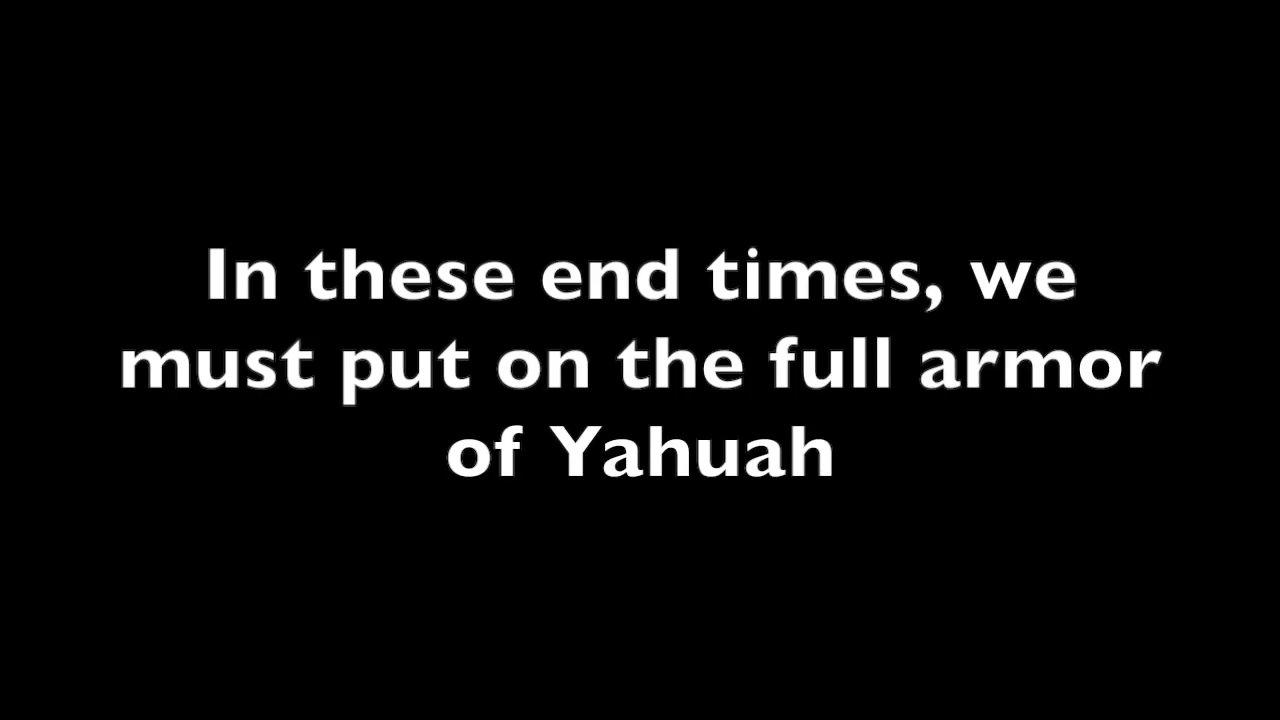 In these end times, we
must put on the full armor
of Yahuah